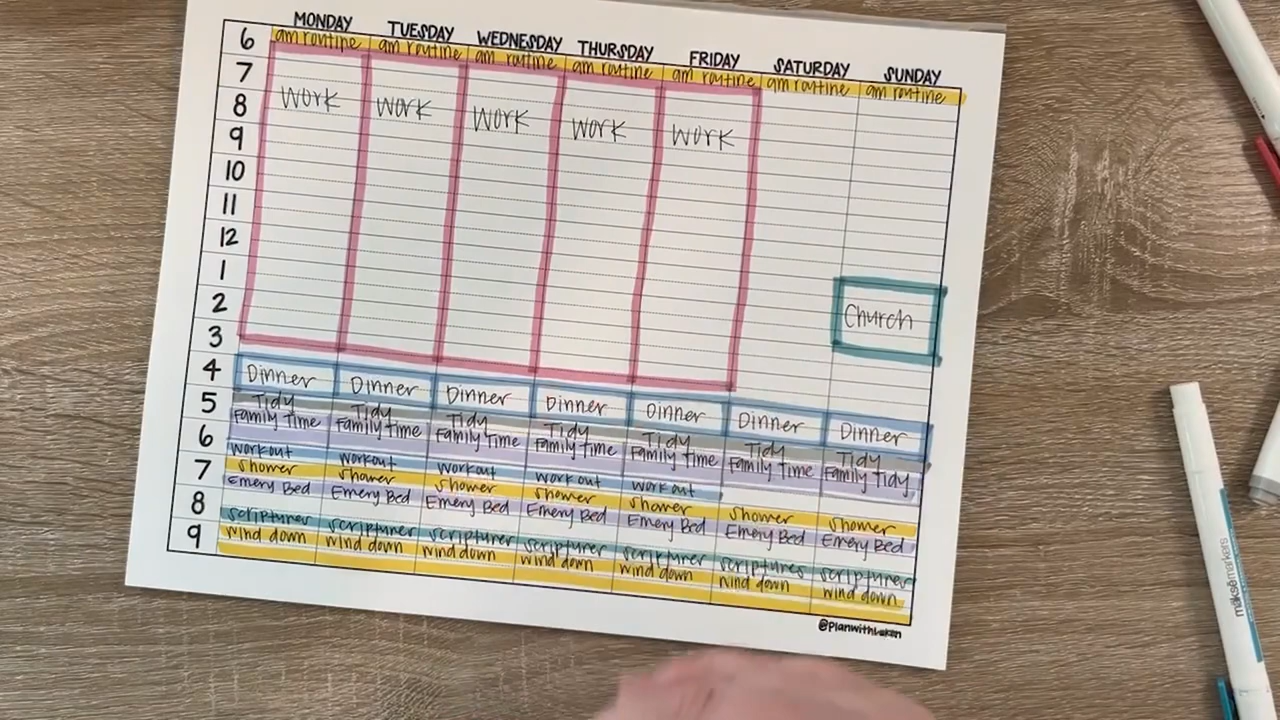 MONDAY TUESDAY WEDNESDAY THURSDAY FRIDAY SATURDAY SUNDAY
6 am routine am routine am routine am routine am routine am routine am routine
7
8 Work Work Work Work Work
9
10
11
12
1
2 Church
3
4 Dinner Dinner Dinner Dinner Dinner Dinner Dinner
5 Tidy Tidy Tidy Tidy Tidy Tidy Tidy
Family Time Family Time Family Time Family Time Family Time Family Time Family Tidy
6
workout workout workout workout workout
7 Shower Shower Shower Shower Shower Shower Shower
Emery Bed Emery Bed Emery Bed Emery Bed Emery Bed Emery Bed Emery Bed
8
scriptures scriptures scriptures scriptures scriptures scriptures scriptures
9 wind down wind down wind down wind down wind down wind down wind down
@planwithlaken